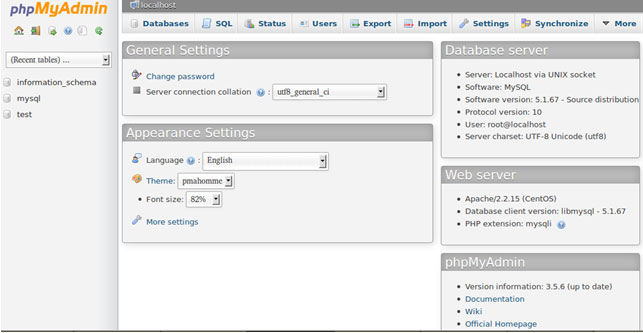 phpMyAdmin
(Recent tables) ...
information_schema
mysql
test
localhost
Databases SQL Status Users Export Import Settings Synchronize More
General Settings
Change password
Server connection collation : utf8_general_ci
Appearance Settings
Language : English
Theme: pmahomme
Font size: 82%
More settings
Database server
Server: Localhost via UNIX socket
Software: MySQL
Software version: 5.1.67 - Source distribution
Protocol version: 10
User: root@localhost
Server charset: UTF-8 Unicode (utf8)
Web server
Apache/2.2.15 (CentOS)
Database client version: libmysql - 5.1.67
PHP extension: mysqli
phpMyAdmin
Version information: 3.5.6 (up to date)
Documentation
Wiki
Official Homepage